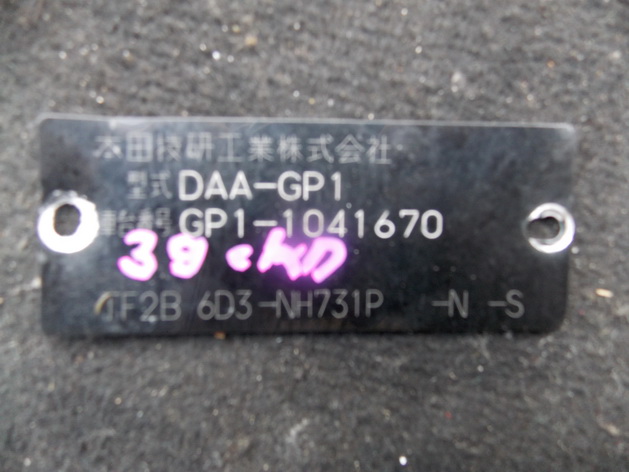 本田技研工業株式会社
型式 DAA-GP1
車台番号 GP1-1041670
TF2B 6D3-NH731P -N -S